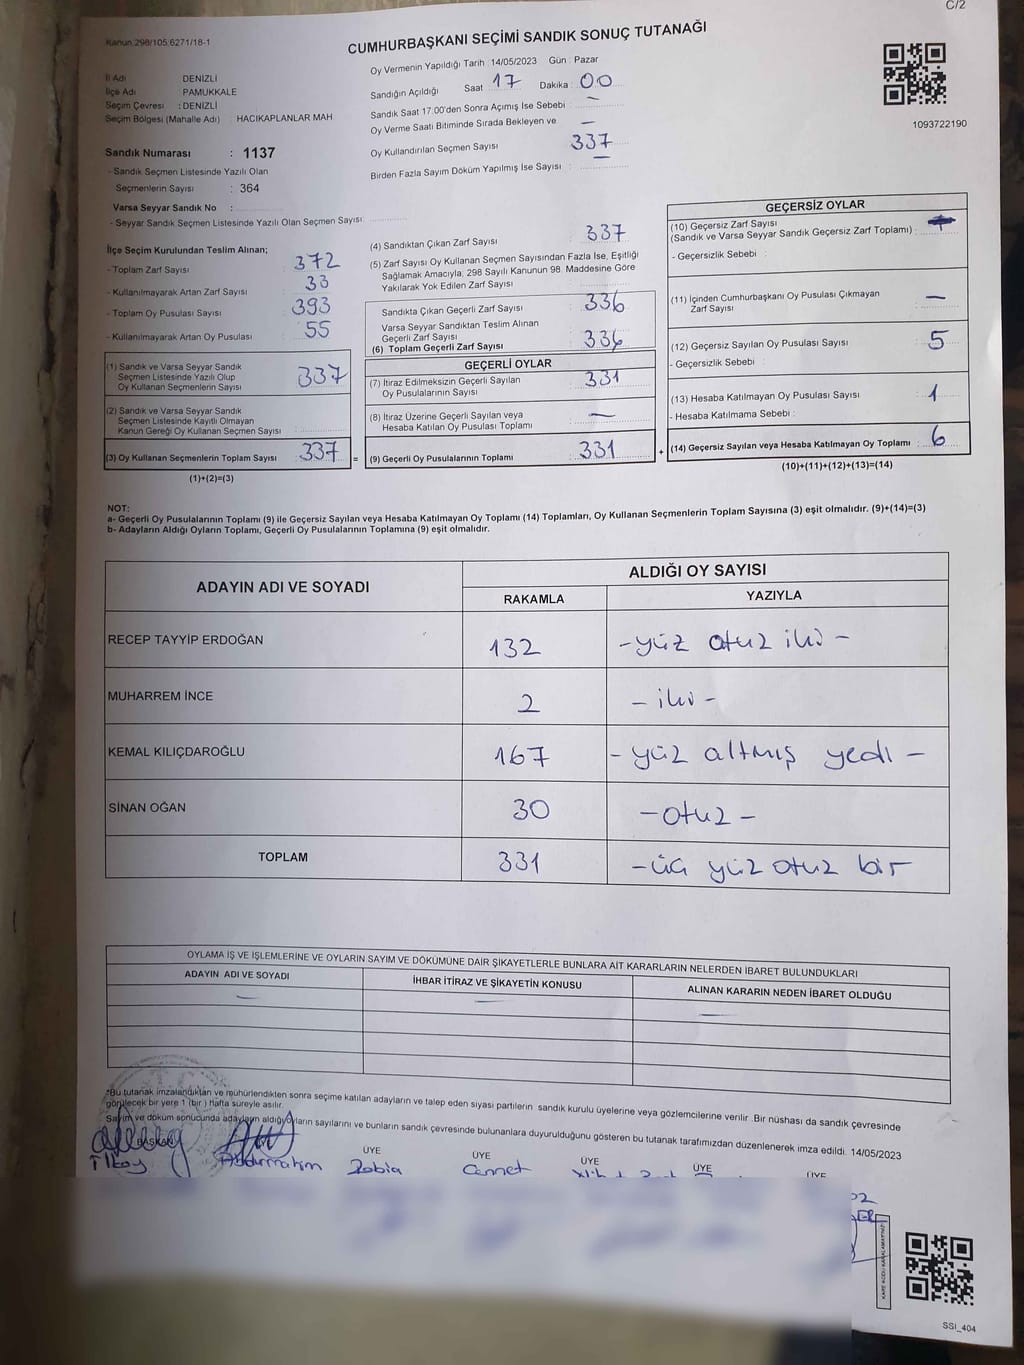 C/2
Kanun 298/105 6271/18-1
CUMHURBAŞKANI SEÇİMİ SANDIK SONUÇ TUTANAĞI
İl Adı DENİZLİ
İlçe Adı PAMUKKALE
Seçim Çevresi : DENİZLİ
Seçim Bölgesi (Mahalle Adı) : HACIKAPLANLAR MAH
Sandık Numarası : 1137
- Sandık Seçmen Listesinde Yazılı Olan
Seçmenlerin Sayısı : 364
Varsa Seyyar Sandık No :
- Seyyar Sandık Seçmen Listesinde Yazılı Olan Seçmen Sayısı
Oy Vermenin Yapıldığı Tarih : 14/05/2023 Gün : Pazar
Sandığın Açıldığı Saat 17 Dakika : 00
Sandık Saat 17:00'den Sonra Açımış İse Sebebi : —
Oy Verme Saati Bitiminde Sırada Bekleyen ve —
Oy Kullandırılan Seçmen Sayısı 337
Birden Fazla Sayım Döküm Yapılmış İse Sayısı : —
1093722190
İlçe Seçim Kurulundan Teslim Alınan;
- Toplam Zarf Sayısı 372
- Kullanılmayarak Artan Zarf Sayısı 33
- Toplam Oy Pusulası Sayısı 393
- Kullanılmayarak Artan Oy Pusulası 55
(1) Sandık ve Varsa Seyyar Sandık
Seçmen Listesinde Yazılı Olup
Oy Kullanan Seçmenlerin Sayısı 337
(2) Sandık ve Varsa Seyyar Sandık
Seçmen Listesinde Kayıtlı Olmayan
Kanun Gereği Oy Kullanan Seçmen Sayısı :
(3) Oy Kullanan Seçmenlerin Toplam Sayısı : 337 =
(1)+(2)=(3)
(4) Sandıktan Çıkan Zarf Sayısı 337
(5) Zarf Sayısı Oy Kullanan Seçmen Sayısından Fazla İse, Eşitliği
Sağlamak Amacıyla; 298 Sayılı Kanunun 98. Maddesine Göre
Yakılarak Yok Edilen Zarf Sayısı
Sandıkta Çıkan Geçerli Zarf Sayısı 336
Varsa Seyyar Sandıktan Teslim Alınan
Geçerli Zarf Sayısı
(6) Toplam Geçerli Zarf Sayısı 336
GEÇERLİ OYLAR
(7) İtiraz Edilmeksizin Geçerli Sayılan
Oy Pusulalarının Sayısı 331
(8) İtiraz Üzerine Geçerli Sayılan veya
Hesaba Katılan Oy Pusulası Toplamı —
(9) Geçerli Oy Pusulalarının Toplamı 331 +
GEÇERSİZ OYLAR
(10) Geçersiz Zarf Sayısı
(Sandık ve Varsa Seyyar Sandık Geçersiz Zarf Toplamı) :
- Geçersizlik Sebebi :
(11) İçinden Cumhurbaşkanı Oy Pusulası Çıkmayan
Zarf Sayısı —
(12) Geçersiz Sayılan Oy Pusulası Sayısı : 5
- Geçersizlik Sebebi :
(13) Hesaba Katılmayan Oy Pusulası Sayısı : 1
- Hesaba Katılmama Sebebi :
(14) Geçersiz Sayılan veya Hesaba Katılmayan Oy Toplamı : 6
(10)+(11)+(12)+(13)=(14)
NOT:
a- Geçerli Oy Pusulalarının Toplamı (9) ile Geçersiz Sayılan veya Hesaba Katılmayan Oy Toplamı (14) Toplamları, Oy Kullanan Seçmenlerin Toplam Sayısına (3) eşit olmalıdır. (9)+(14)=(3)
b- Adayların Aldığı Oyların Toplamı, Geçerli Oy Pusulalarının Toplamına (9) eşit olmalıdır.
ADAYIN ADI VE SOYADI
ALDIĞI OY SAYISI
RAKAMLA YAZIYLA
RECEP TAYYİP ERDOĞAN 132 -yüz otuz iki-
MUHARREM İNCE 2 -iki-
KEMAL KILIÇDAROĞLU 167 -yüz altmış yedi-
SİNAN OĞAN 30 -otuz-
TOPLAM 331 -üç yüz otuz bir
OYLAMA İŞ VE İŞLEMLERİNE VE OYLARIN SAYIM VE DÖKÜMÜNE DAİR ŞİKAYETLERLE BUNLARA AİT KARARLARIN NELERDEN İBARET BULUNDUKLARI
ADAYIN ADI VE SOYADI İHBAR İTİRAZ VE ŞİKAYETİN KONUSU ALINAN KARARIN NEDEN İBARET OLDUĞU
— — —
*Bu tutanak imzalandıktan ve mühürlendikten sonra seçime katılan adayların ve talep eden siyasi partilerin sandık kurulu üyelerine veya gözlemcilerine verilir .Bir nüshası da sandık çevresinde
görülecek bir yere 1 (bir ) hafta süreyle asılır.
Sayım ve döküm sonucunda adayların aldığı oyların sayılarını ve bunların sandık çevresinde bulunanlara duyurulduğunu gösteren bu tutanak tarafımızdan düzenlenerek imza edildi. 14/05/2023
BAŞKAN ÜYE ÜYE ÜYE ÜYE ÜYE
İlkay Abdurrahim Rabia Cennet
SSİ_404